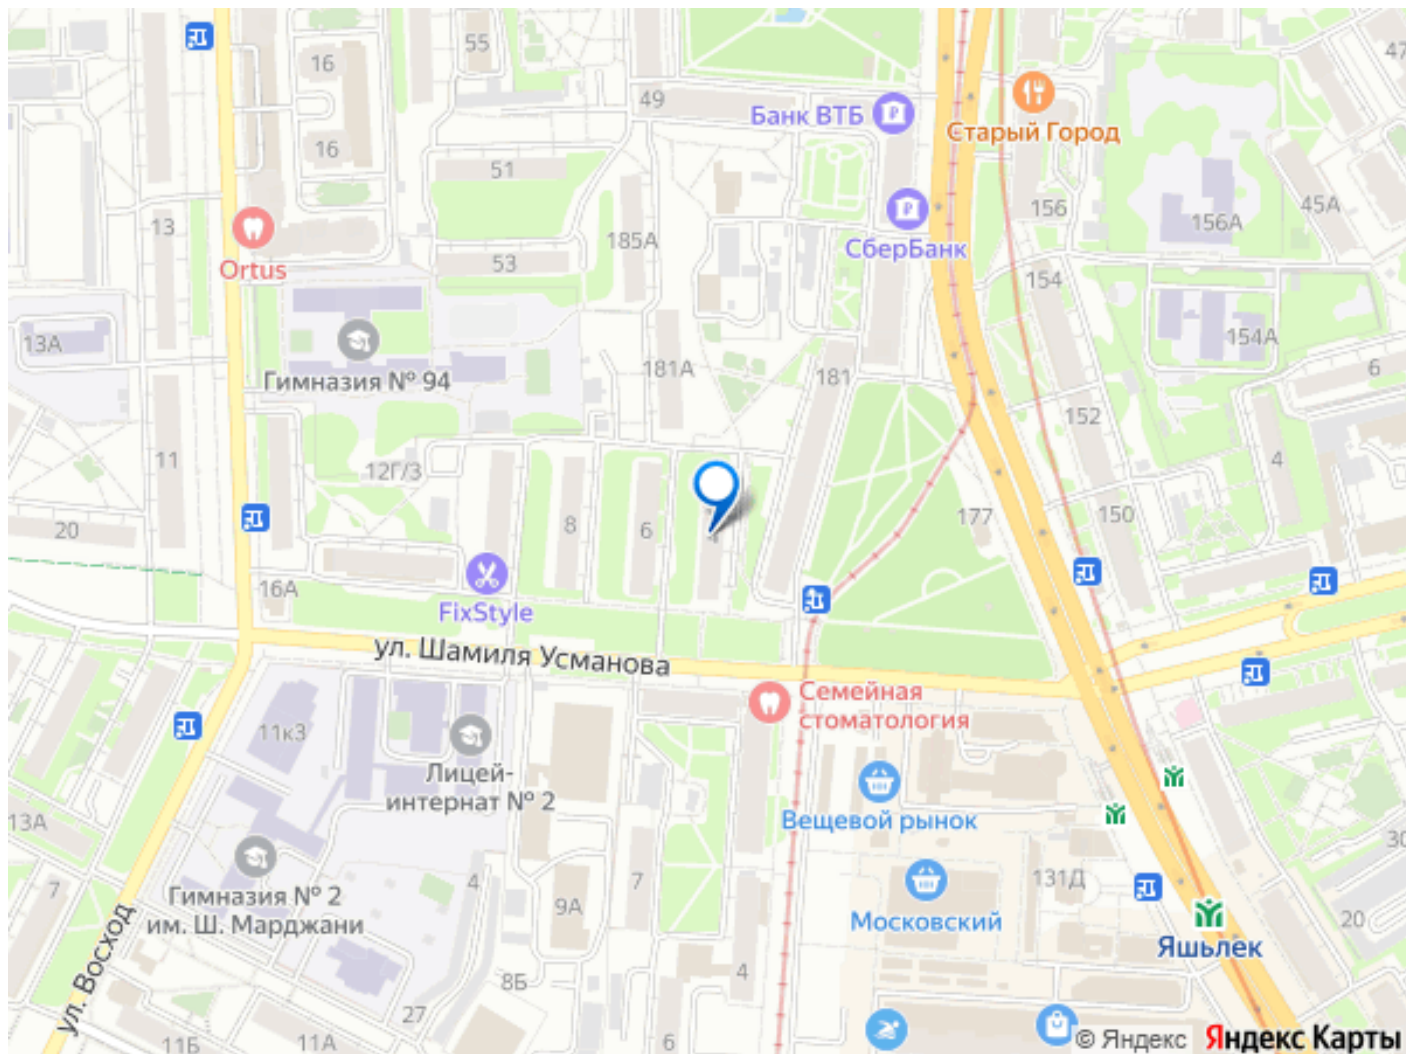 55
16
47
49
Банк ВТБ
Старый Город
16
51
156
45А
156А
13
185А
СберБанк
Ortus
53
154
13А
154А
Гимназия № 94
181А
181
6
152
11
12Г/3
4
20
8
6
4
177
150
16А
FixStyle
ул. Шамиля Усманова
Семейная
стоматология
11к3
Лицей-
интернат № 2
Вещевой рынок
13А
30
7
Гимназия № 2
им. Ш. Марджани
4
9А
7
131Д
Московский
20
Яшьлек
ул. Восход
8Б
4
27
11Б
11А
6
© Яндекс
Яндекс Карты